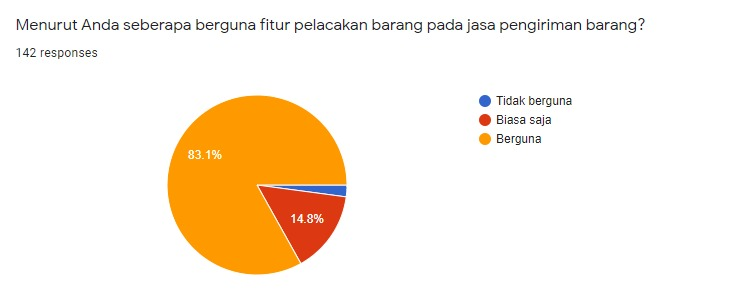 Menurut Anda seberapa berguna fitur pelacakan barang pada jasa pengiriman barang?
142 responses
Tidak berguna
Biasa saja
Berguna
83.1%
14.8%